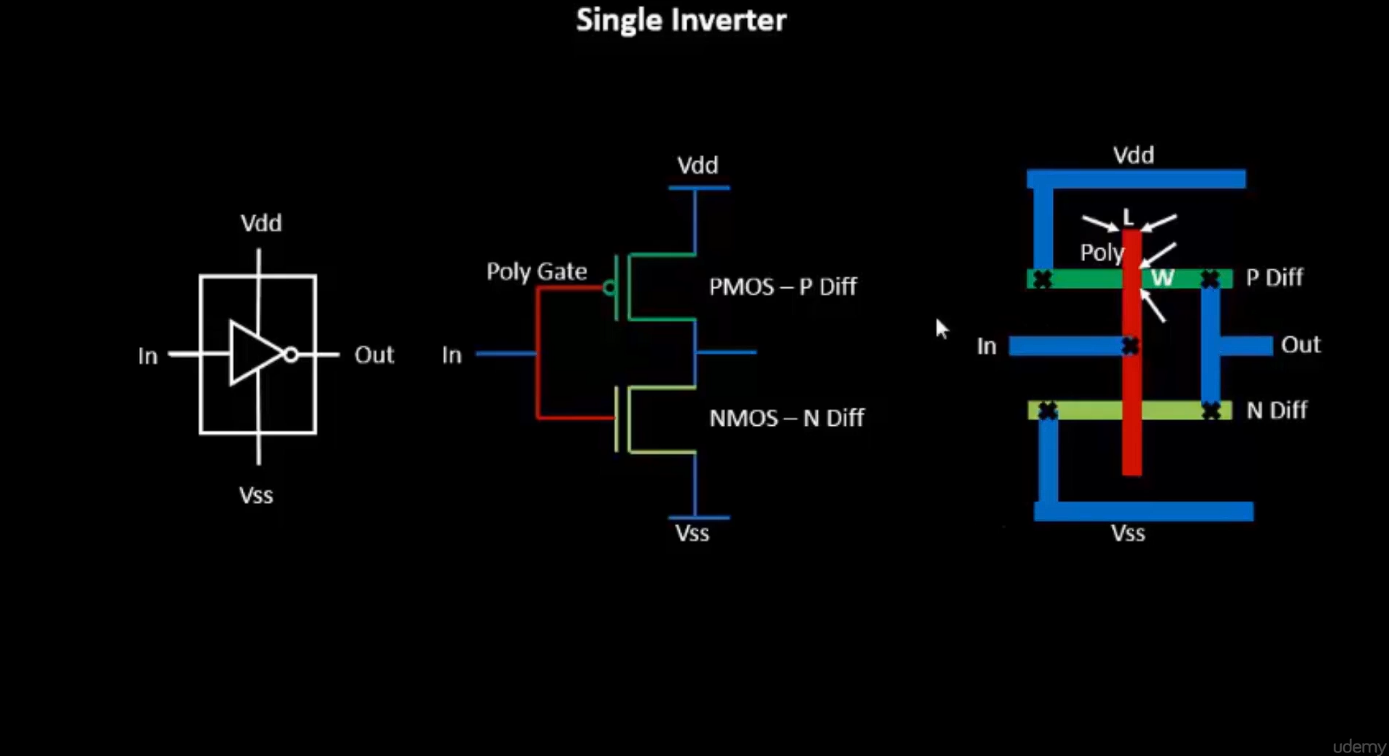 Single Inverter
Vdd
In
Out
Vss
Vdd
Poly Gate
PMOS – P Diff
In
NMOS – N Diff
Vss
Vdd
L
Poly
W
P Diff
In
Out
N Diff
Vss
udemy